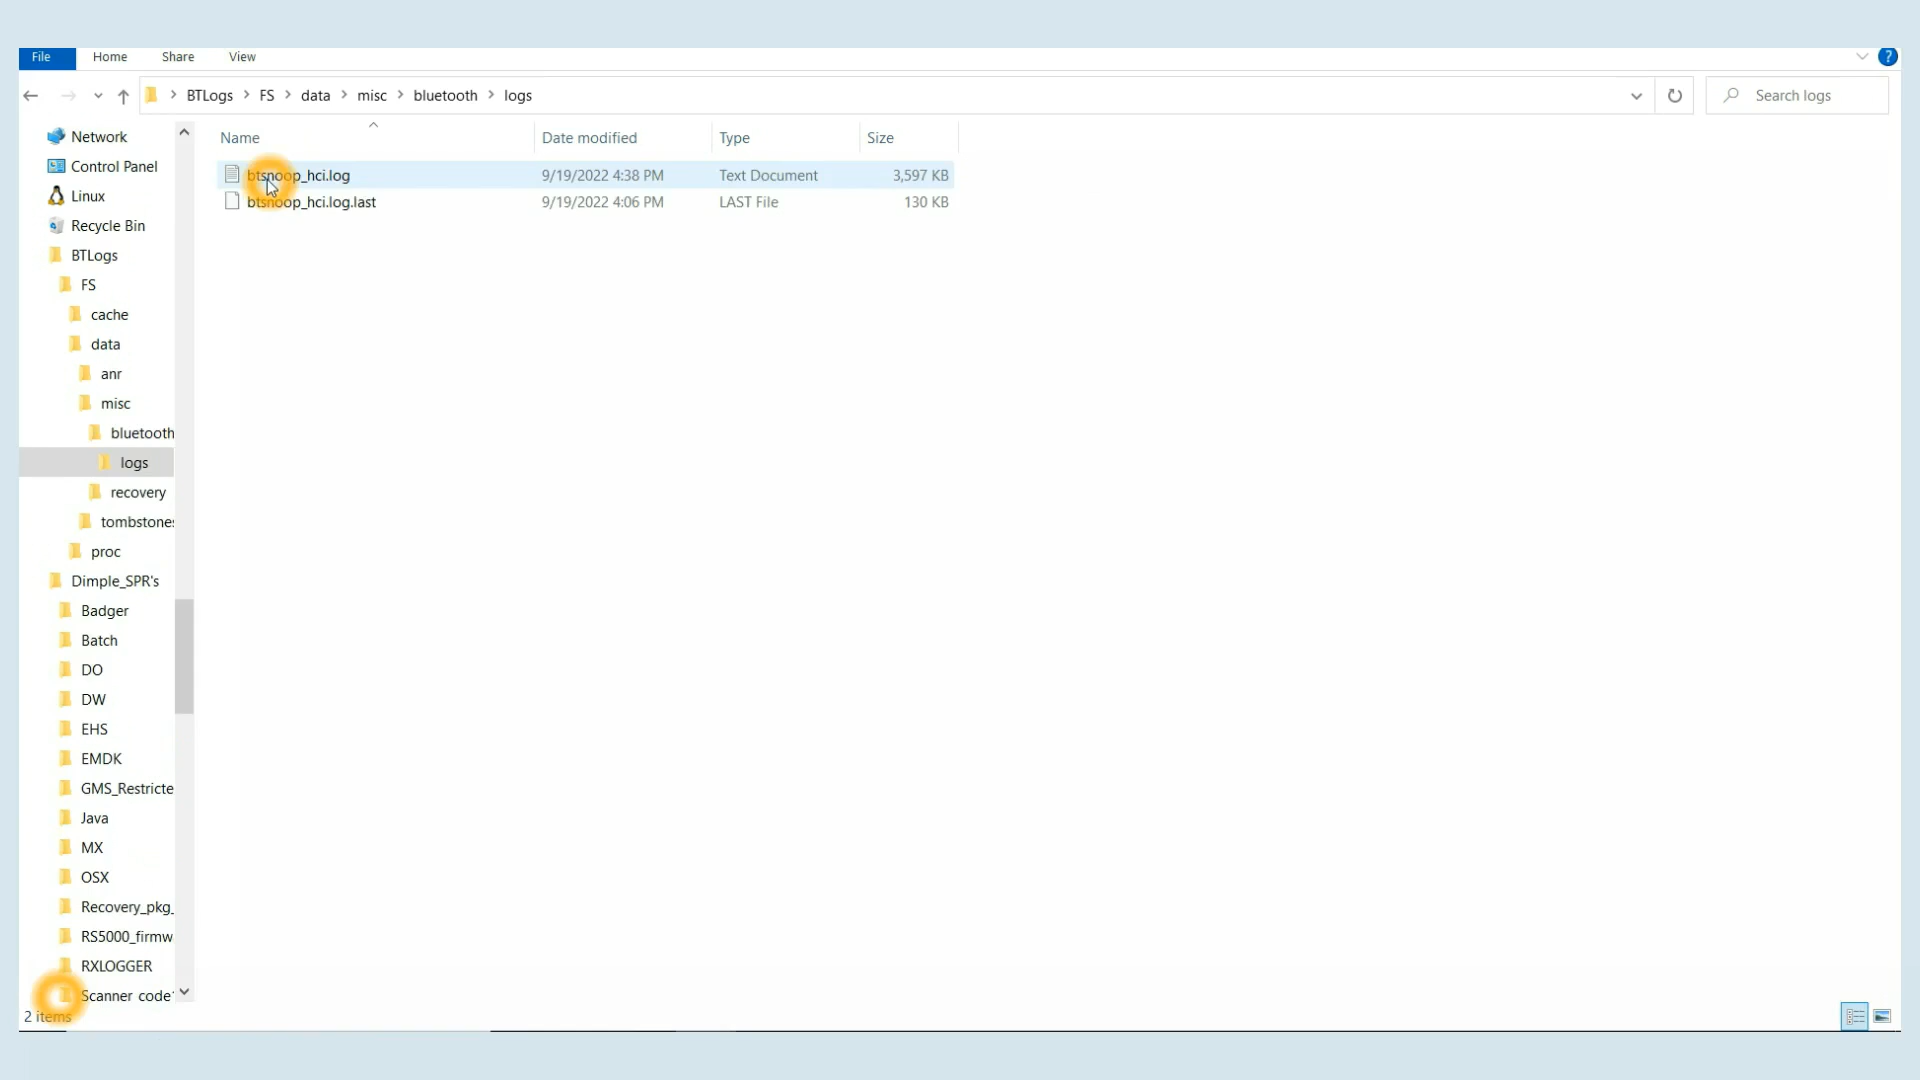 File Home Share View ?
BTLogs FS data misc bluetooth logs Search logs
Name Date modified Type Size
btsnoop_hci.log 9/19/2022 4:38 PM Text Document 3,597 KB
btsnoop_hci.log.last 9/19/2022 4:06 PM LAST File 130 KB
Network
Control Panel
Linux
Recycle Bin
BTLogs
FS
cache
data
anr
misc
bluetooth
logs
recovery
tombstones
proc
Dimple_SPR's
Badger
Batch
DO
DW
EHS
EMDK
GMS_Restricte
Java
MX
OSX
Recovery_pkg_
RS5000_firmw
RXLOGGER
Scanner code
2 items